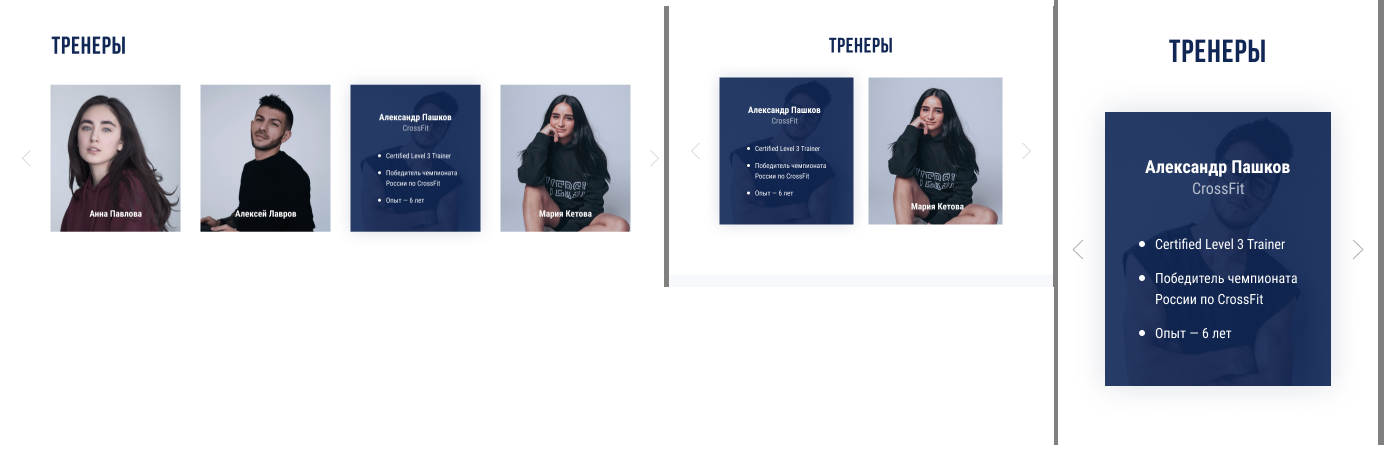 ТРЕНЕРЫ
Анна Павлова
Алексей Лавров
Александр Пашков
CrossFit
Certified Level 3 Trainer
Победитель чемпионата
России по CrossFit
Опыт — 6 лет
Мария Кетова
ТРЕНЕРЫ
Александр Пашков
CrossFit
Certified Level 3 Trainer
Победитель чемпионата
России по CrossFit
Опыт — 6 лет
Мария Кетова
ТРЕНЕРЫ
Александр Пашков
CrossFit
Certified Level 3 Trainer
Победитель чемпионата
России по CrossFit
Опыт — 6 лет